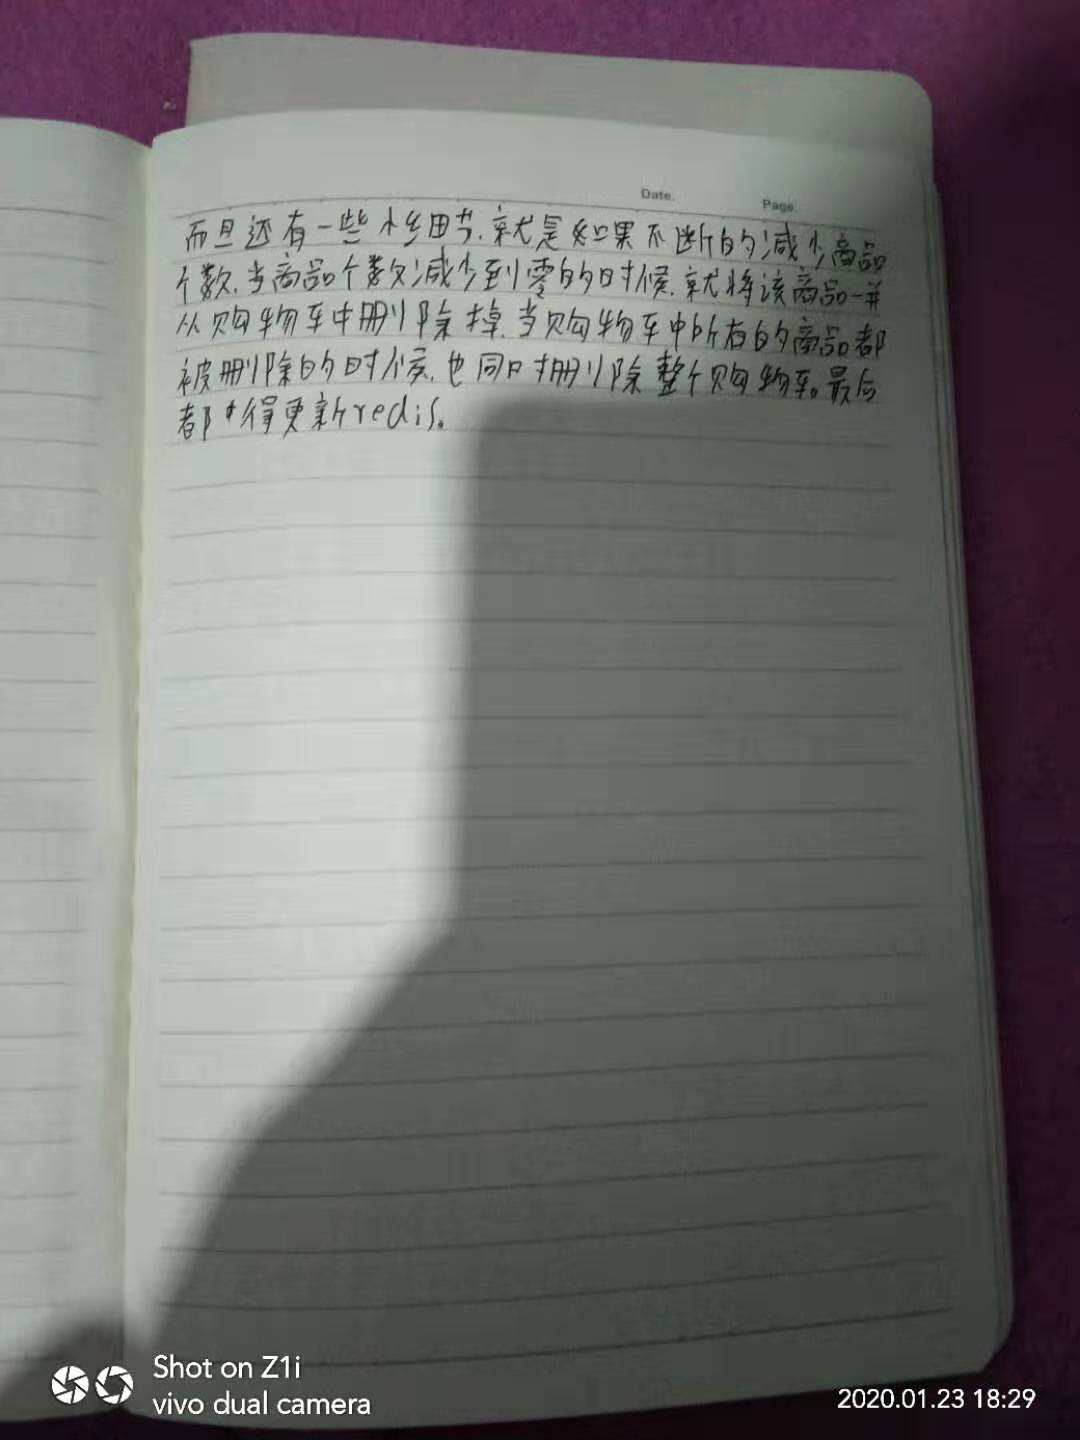 Date.
Page.
而且还有一些小细节.就是如果不断的减少商品
个数.当商品个数减少到零的时候.就将该商品一并
从购物车中删除掉.当购物车中所有的商品都
被删除的时候.也同时删除整个购物车。最后
都得更新redis。
Shot on Z1i
vivo dual camera
2020.01.23 18:29